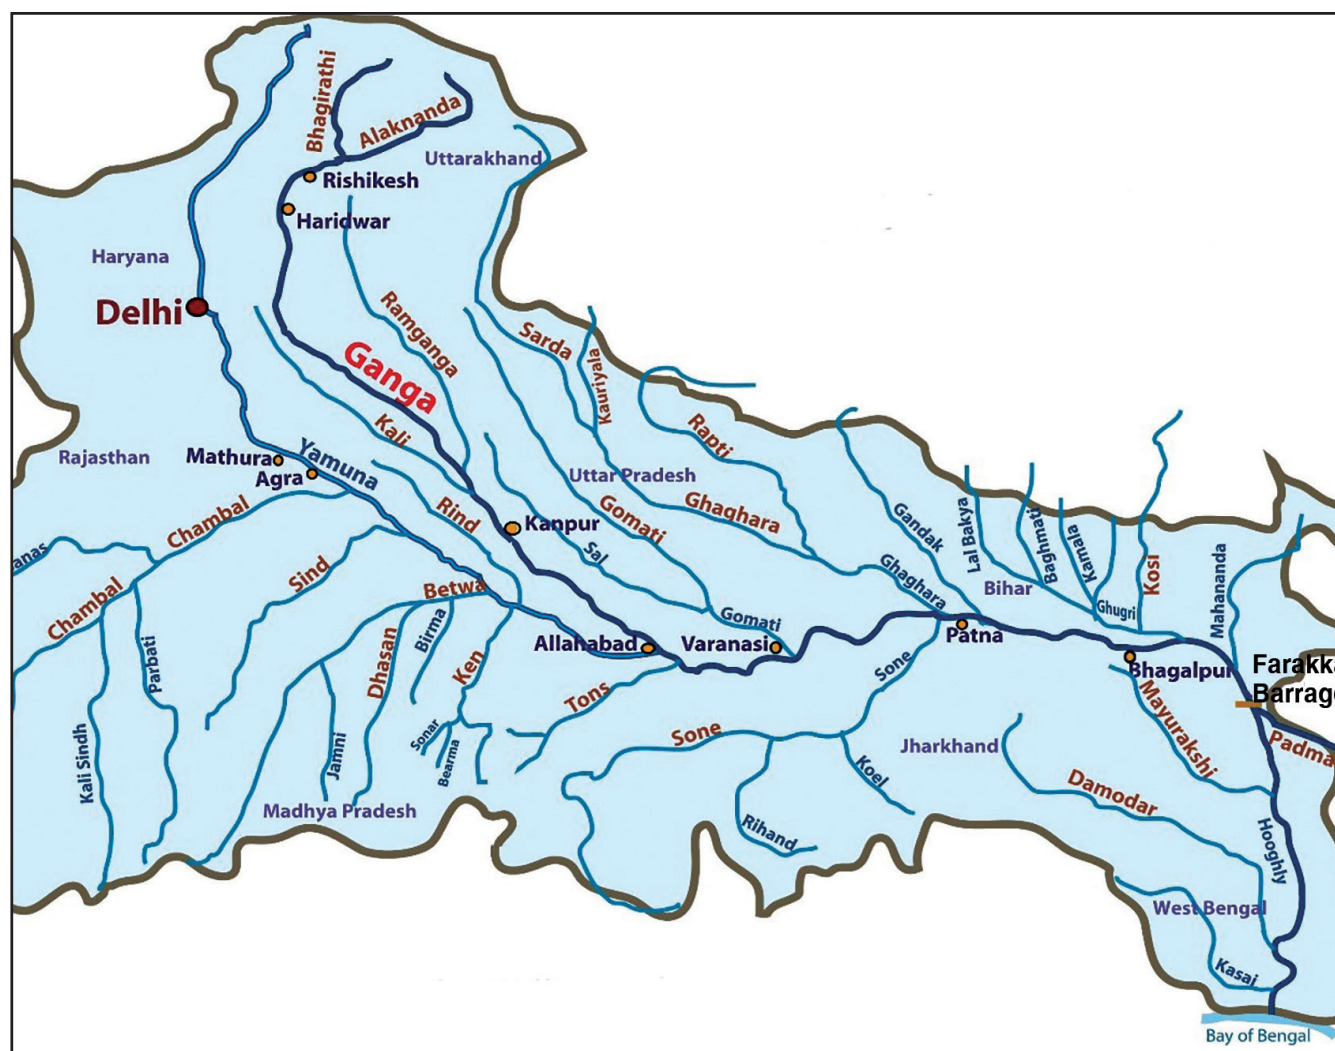 Bhagirathi
Alaknanda
Uttarakhand
Rishikesh
Haridwar
Haryana
Delhi
Ramganga
Ganga
Sarda
Kauriyala
Kali
Rapti
Yamuna
Mathura
Agra
Rajasthan
Uttar Pradesh
Chambal
Rind
Kanpur
Gomati
Ghaghara
Gandak
Lal Bakya
Baghmati
Kamala
Kosi
Mahananda
anas
Sind
Sal
Ghaghara
Bihar
Ghugri
Chambal
Betwa
Birma
Gomati
Parbati
Dhasan
Ken
Allahabad
Varanasi
Patna
Sone
Bhagalpur
Farakka
Barrage
Tons
Mayurakshi
Padma
Sone
Jharkhand
Kali Sindh
Jamni
Sonar
Bearma
Koel
Damodar
Madhya Pradesh
Rihand
Hooghly
West Bengal
Kasai
Bay of Bengal